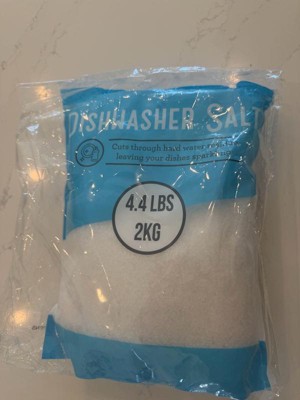 DISHWASHER SALT
Cuts through hard water
leaving your dishes
4.4 LBS
2KG